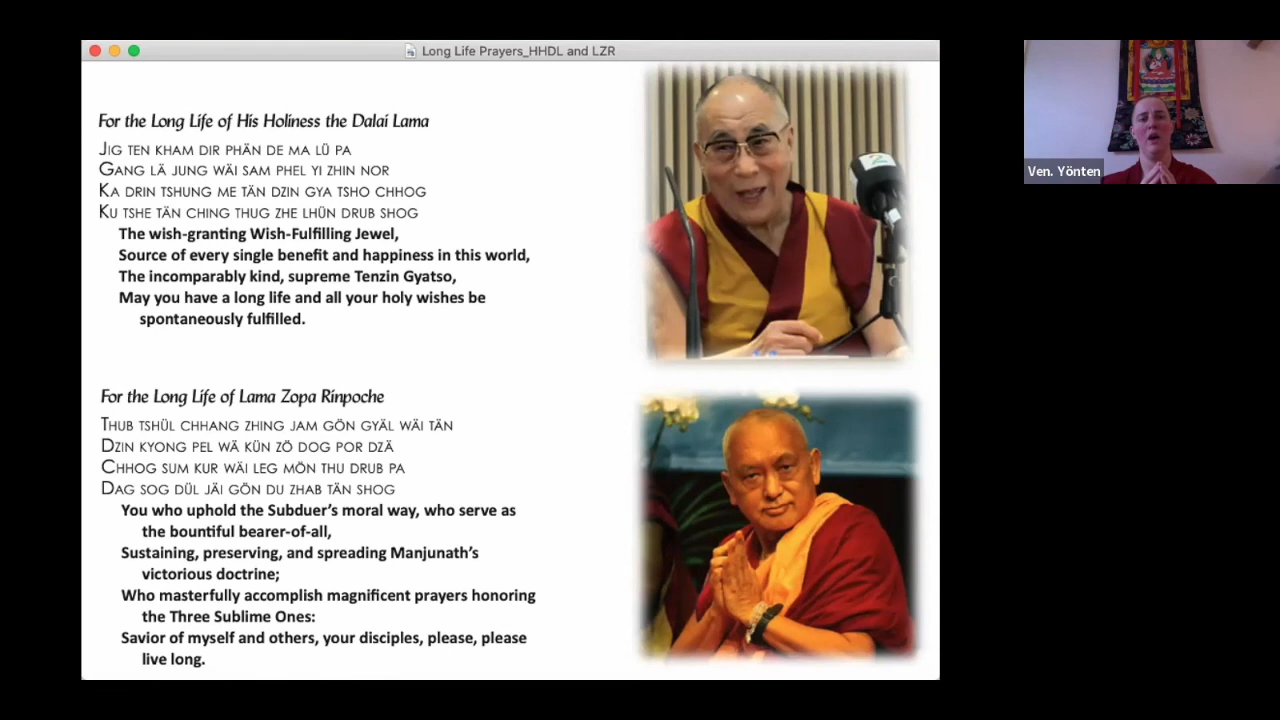 Long Life Prayers_HHDL and LZR
For the Long Life of His Holiness the Dalai Lama
JIG TEN KHAM DIR PHÄN DE MA LÜ PA
GANG LÄ JUNG WÄI SAM PHEL YI ZHIN NOR
KA DRIN TSHUNG ME TÄN DZIN GYA TSHO CHHOG
KU TSHE TÄN CHING THUG ZHE LHÜN DRUB SHOG
The wish-granting Wish-Fulfilling Jewel,
Source of every single benefit and happiness in this world,
The incomparably kind, supreme Tenzin Gyatso,
May you have a long life and all your holy wishes be
spontaneously fulfilled.
For the Long Life of Lama Zopa Rinpoche
THUB TSHÜL CHHANG ZHING JAM GÖN GYÄL WÄI TÄN
DZIN KYONG PEL WÄ KÜN ZÖ DOG POR DZÄ
CHHOG SUM KUR WÄI LEG MÖN THU DRUB PA
DAG SOG DÜL JÄI GÖN DU ZHAB TÄN SHOG
You who uphold the Subduer's moral way, who serve as
the bountiful bearer-of-all,
Sustaining, preserving, and spreading Manjunath's
victorious doctrine;
Who masterfully accomplish magnificent prayers honoring
the Three Sublime Ones:
Savior of myself and others, your disciples, please, please
live long.
2
Ven. Yönten